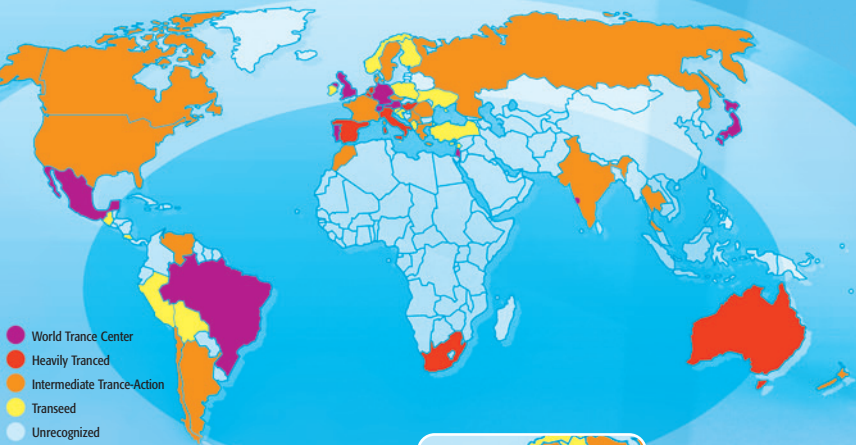 World Trance Center
Heavily Tranced
Intermediate Trance-Action
Transeed
Unrecognized